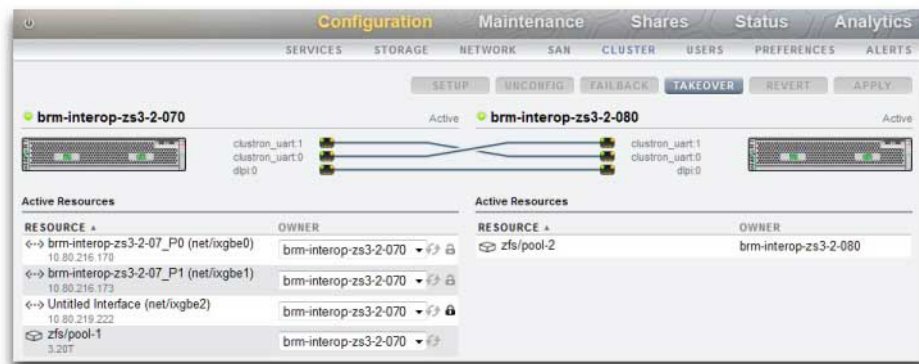 Configuration Maintenance Shares Status Analytics
SERVICES STORAGE NETWORK SAN CLUSTER USERS PREFERENCES ALERTS
SETUP UNCONFIG FAILBACK TAKEOVER REVERT APPLY
brm-interop-zs3-2-070 Active brm-interop-zs3-2-080 Active
clustron_uart:1 clustron_uart:1
clustron_uart:0 clustron_uart:0
dlpi:0 dlpi:0
Active Resources Active Resources
RESOURCE OWNER RESOURCE OWNER
brm-interop-zs3-2-07_P0 (net/ixgbe0) brm-interop-zs3-2-070 zfs/pool-2 brm-interop-zs3-2-080
10.80.216.170
brm-interop-zs3-2-07_P1 (net/ixgbe1) brm-interop-zs3-2-070
10.80.216.173
Untitled Interface (net/ixgbe2) brm-interop-zs3-2-070
10.80.219.222
zfs/pool-1 brm-interop-zs3-2-070
3.20T